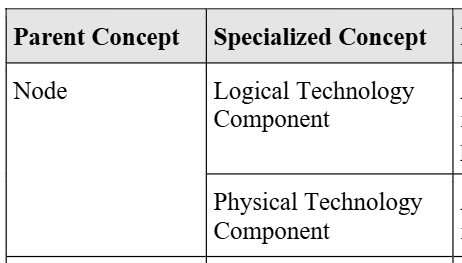 Parent Concept
Specialized Concept
Node
Logical Technology
Component
Physical Technology
Component